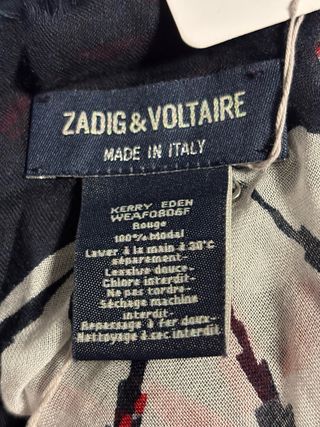 ZADIG&VOLTAIRE
MADE IN ITALY
KERRY EDEN
WEAF0806F
Rouge
100% Modal
Laver à la main à 30°C
séparement-
Lessive douce-
Chlore interdit-
Ne pas tordre-
Séchage machine
interdit-
Repassage à fer doux-
Nettoyage à sec interdit